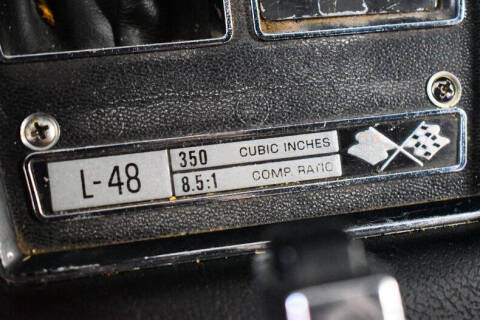 L-48
350 CUBIC INCHES
8.5:1 COMP. RATIO